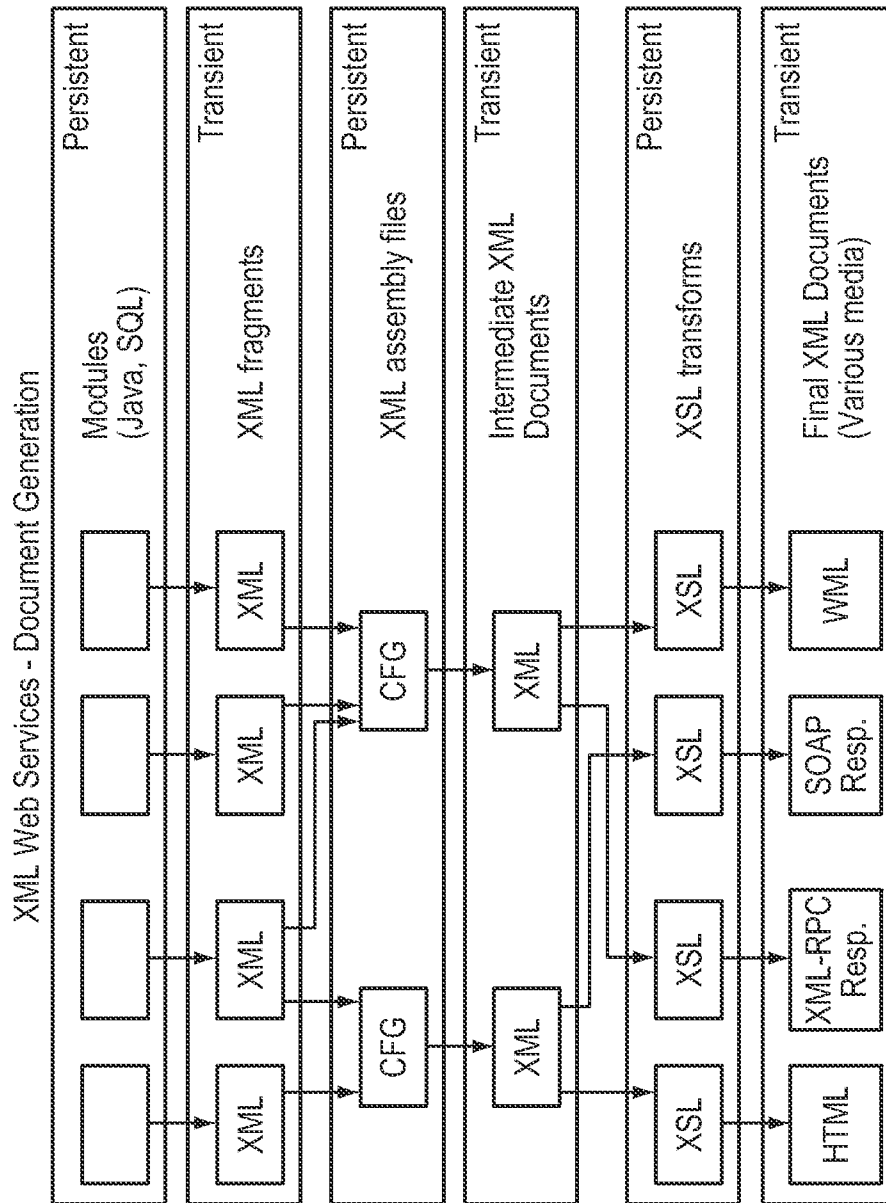 XML Web Services - Document Generation
Modules
(Java, SQL)
Persistent
XML
XML
XML
XML
XML fragments
Transient
CFG
CFG
XML assembly files
Persistent
XML
XML
Intermediate XML
Documents
Transient
XSL
XSL
XSL
XSL
XSL transforms
Persistent
HTML
XML-RPC
Resp.
SOAP
Resp.
WML
Final XML Documents
(Various media)
Transient